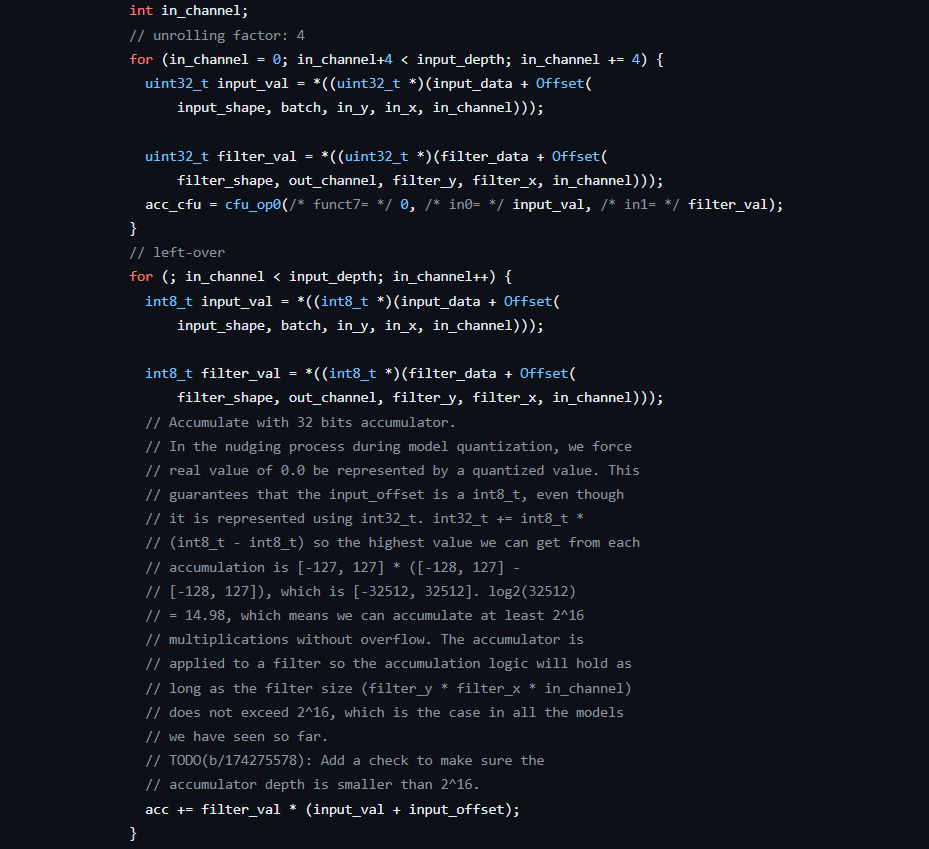 int in_channel;
// unrolling factor: 4
for (in_channel = 0; in_channel+4 < input_depth; in_channel += 4) {
  uint32_t input_val = *((uint32_t *)(input_data + Offset(
      input_shape, batch, in_y, in_x, in_channel)));

  uint32_t filter_val = *((uint32_t *)(filter_data + Offset(
      filter_shape, out_channel, filter_y, filter_x, in_channel)));
  acc_cfu = cfu_op0(/* funct7= */ 0, /* in0= */ input_val, /* in1= */ filter_val);
}
// left-over
for (; in_channel < input_depth; in_channel++) {
  int8_t input_val = *((int8_t *)(input_data + Offset(
      input_shape, batch, in_y, in_x, in_channel)));

  int8_t filter_val = *((int8_t *)(filter_data + Offset(
      filter_shape, out_channel, filter_y, filter_x, in_channel)));
  // Accumulate with 32 bits accumulator.
  // In the nudging process during model quantization, we force
  // real value of 0.0 be represented by a quantized value. This
  // guarantees that the input_offset is a int8_t, even though
  // it is represented using int32_t. int32_t += int8_t *
  // (int8_t - int8_t) so the highest value we can get from each
  // accumulation is [-127, 127] * ([-128, 127] -
  // [-128, 127]), which is [-32512, 32512]. log2(32512)
  // = 14.98, which means we can accumulate at least 2^16
  // multiplications without overflow. The accumulator is
  // applied to a filter so the accumulation logic will hold as
  // long as the filter size (filter_y * filter_x * in_channel)
  // does not exceed 2^16, which is the case in all the models
  // we have seen so far.
  // TODO(b/174275578): Add a check to make sure the
  // accumulator depth is smaller than 2^16.
  acc += filter_val * (input_val + input_offset);
}